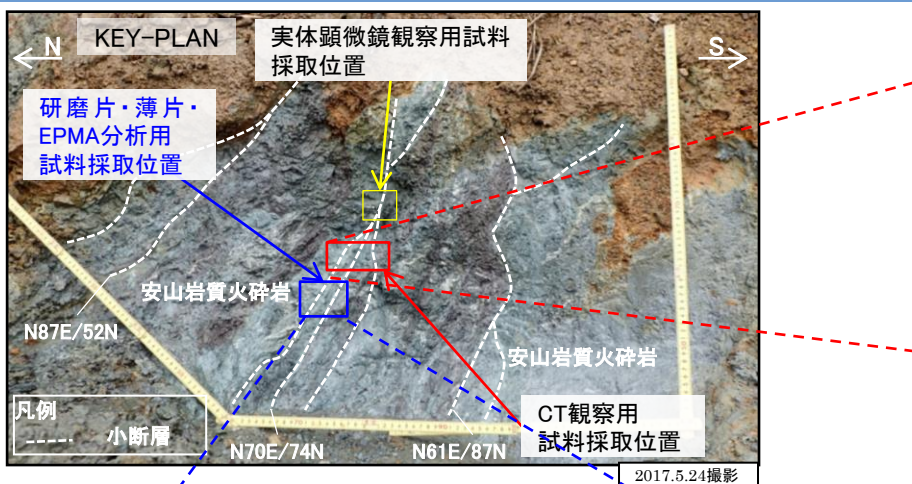 N
KEY-PLAN
実体顕微鏡観察用試料
採取位置
S
研磨片・薄片・
EPMA分析用
試料採取位置
安山岩質火砕岩
N87E/52N
安山岩質火砕岩
凡例
小断層
CT観察用
試料採取位置
N70E/74N
N61E/87N
2017.5.24撮影